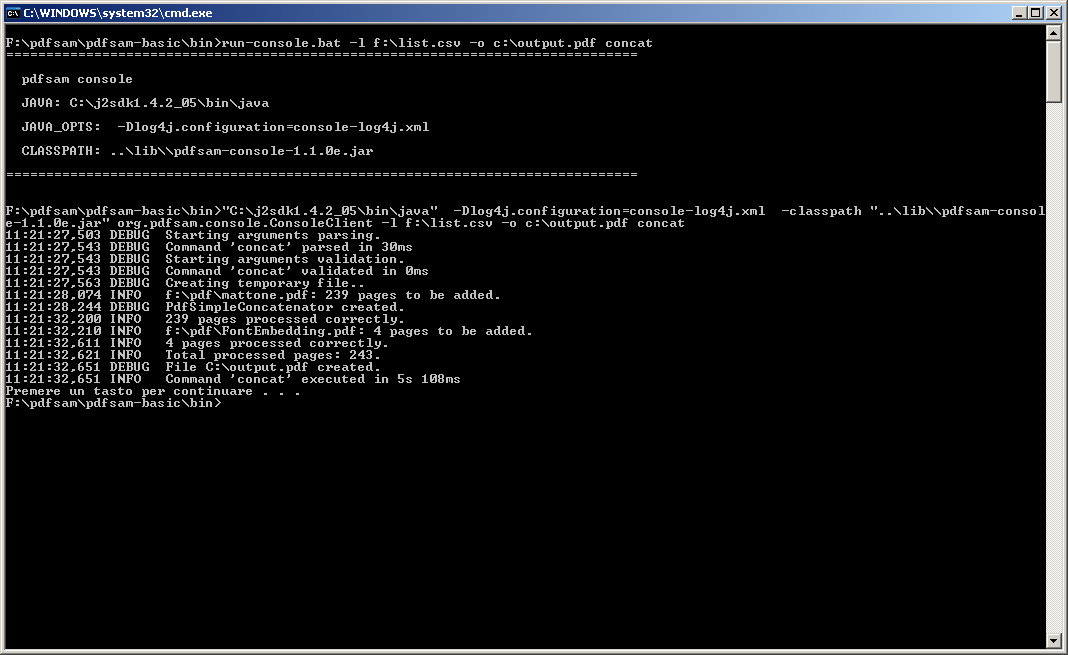 C:\WINDOWS\system32\cmd.exe
F:\pdfsam\pdfsam-basic\bin>run-console.bat -l f:\list.csv -o c:\output.pdf concat
===============================================================================
pdfsam console
JAVA: C:\j2sdk1.4.2_05\bin\java
JAVA_OPTS:  -Dlog4j.configuration=console-log4j.xml
CLASSPATH: ..\lib\\pdfsam-console-1.1.0e.jar
===============================================================================
F:\pdfsam\pdfsam-basic\bin>"C:\j2sdk1.4.2_05\bin\java"  -Dlog4j.configuration=console-log4j.xml  -classpath "..\lib\\pdfsam-consol
e-1.1.0e.jar" org.pdfsam.console.ConsoleClient -l f:\list.csv -o c:\output.pdf concat
11:21:27,503 DEBUG  Starting arguments parsing.
11:21:27,543 DEBUG  Command 'concat' parsed in 30ms
11:21:27,543 DEBUG  Starting arguments validation.
11:21:27,543 DEBUG  Command 'concat' validated in 0ms
11:21:27,563 DEBUG  Creating temporary file..
11:21:28,074 INFO   f:\pdf\mattone.pdf: 239 pages to be added.
11:21:28,244 DEBUG  PdfSimpleConcatenator created.
11:21:32,200 INFO   239 pages processed correctly.
11:21:32,210 INFO   f:\pdf\FontEmbedding.pdf: 4 pages to be added.
11:21:32,611 INFO   4 pages processed correctly.
11:21:32,621 INFO   Total processed pages: 243.
11:21:32,651 DEBUG  File C:\output.pdf created.
11:21:32,651 INFO   Command 'concat' executed in 5s 108ms
Premere un tasto per continuare . . .
F:\pdfsam\pdfsam-basic\bin>